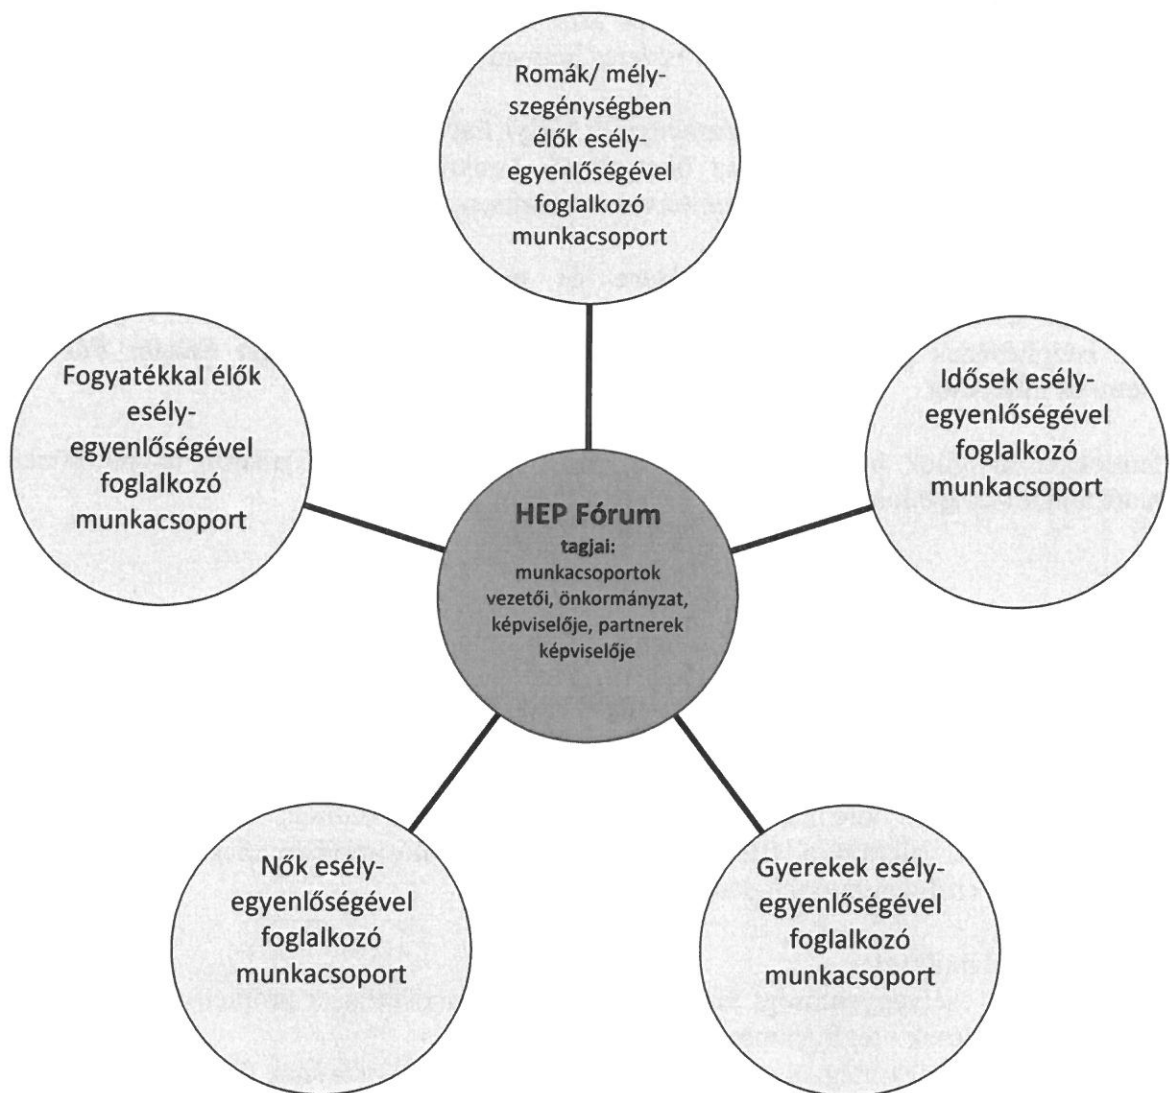 Romák/ mély-
szegénységben
élők esély-
egyenlőségével
foglalkozó
munkacsoport
Fogyatékkal élők
esély-
egyenlőségével
foglalkozó
munkacsoport
Idősek esély-
egyenlőségével
foglalkozó
munkacsoport
HEP Fórum
tagjai:
munkacsoportok
vezetői, önkormányzat,
képviselője, partnerek
képviselője
Nők esély-
egyenlőségével
foglalkozó
munkacsoport
Gyerekek esély-
egyenlőségével
foglalkozó
munkacsoport